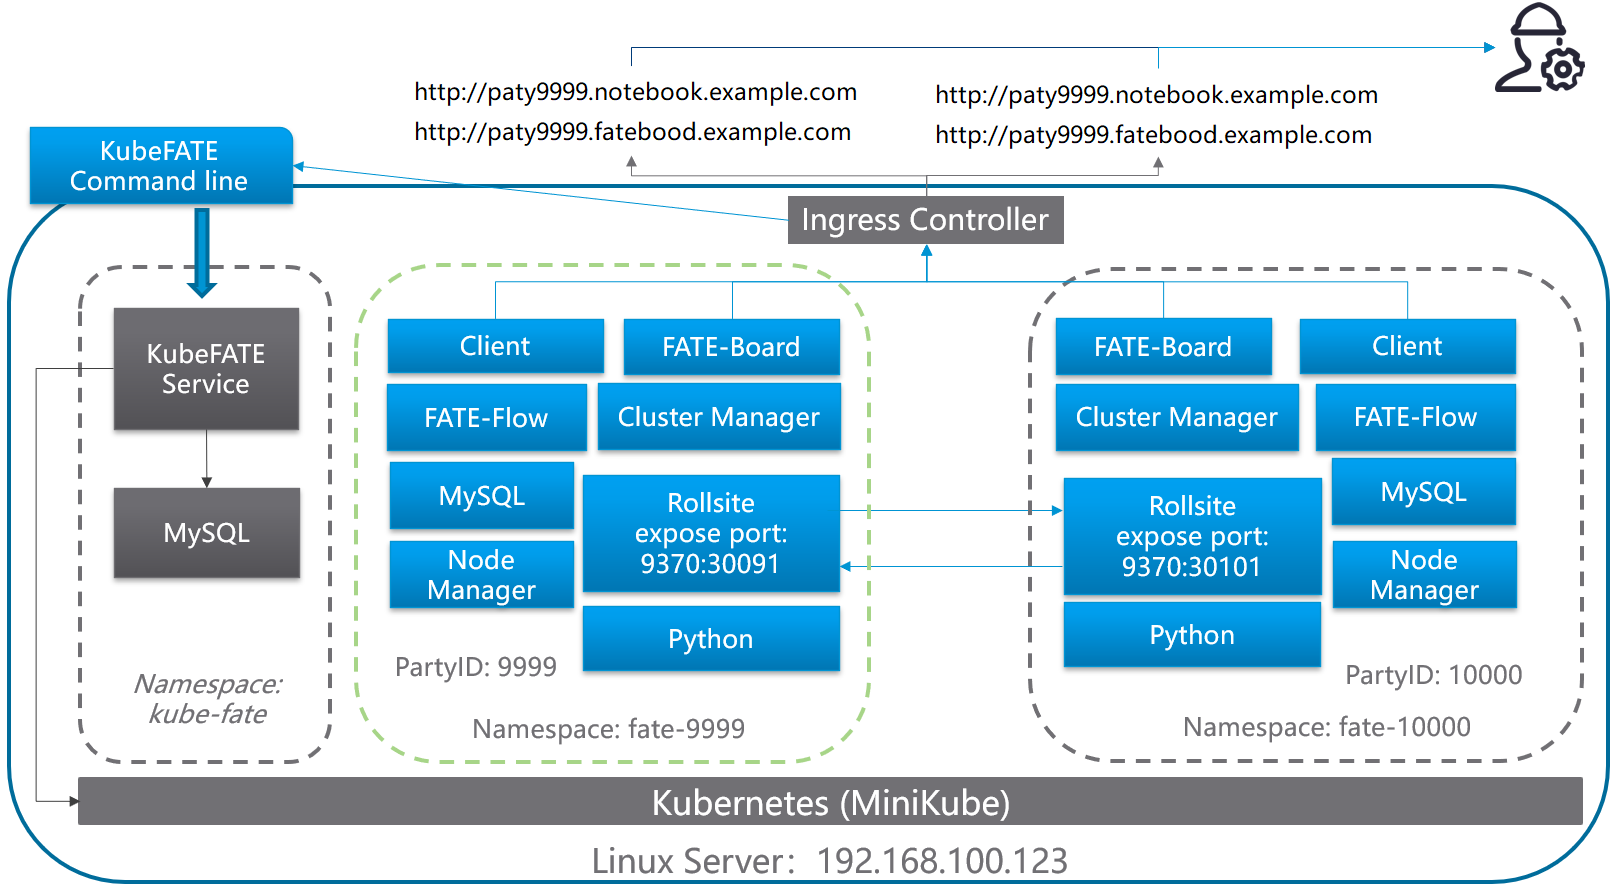 http://paty9999.notebook.example.com
http://paty9999.fatebood.example.com
http://paty9999.notebook.example.com
http://paty9999.fatebood.example.com
KubeFATE
Command line
Ingress Controller
KubeFATE
Service
MySQL
Namespace:
kube-fate
Client
FATE-Board
FATE-Flow
Cluster Manager
MySQL
Rollsite
expose port:
9370:30091
Node
Manager
Python
PartyID: 9999
Namespace: fate-9999
FATE-Board
Client
Cluster Manager
FATE-Flow
Rollsite
expose port:
9370:30101
MySQL
Node
Manager
Python
PartyID: 10000
Namespace: fate-10000
Kubernetes (MiniKube)
Linux Server：192.168.100.123